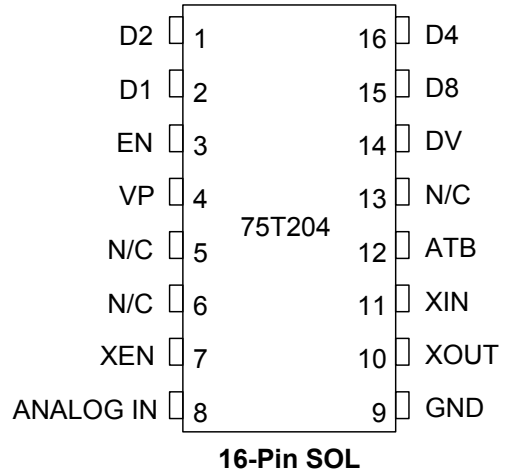 D2 1 16 D4
D1 2 15 D8
EN 3 14 DV
VP 4 13 N/C
75T204
N/C 5 12 ATB
N/C 6 11 XIN
XEN 7 10 XOUT
ANALOG IN 8 9 GND
16-Pin SOL